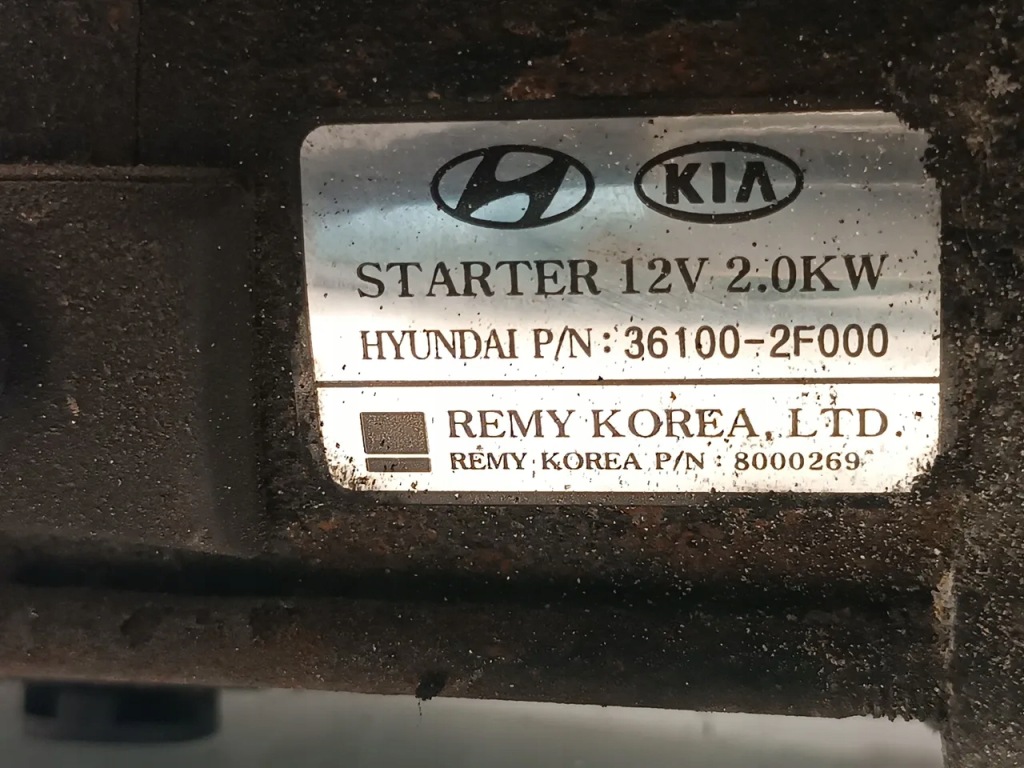 KIA
STARTER 12V 2.0KW
HYUNDAI P/N : 36100-2F000
REMY KOREA, LTD.
REMY KOREA P/N : 8000269